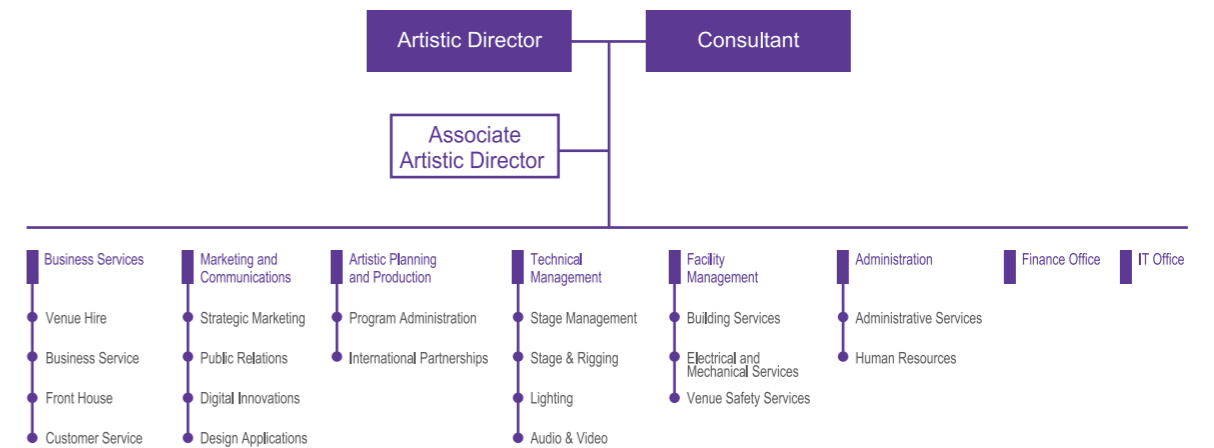 Artistic Director
Consultant
Associate
Artistic Director
Business Services
Venue Hire
Business Service
Front House
Customer Service
Marketing and
Communications
Strategic Marketing
Public Relations
Digital Innovations
Design Applications
Artistic Planning
and Production
Program Administration
International Partnerships
Technical
Management
Stage Management
Stage & Rigging
Lighting
Audio & Video
Facility
Management
Building Services
Electrical and
Mechanical Services
Venue Safety Services
Administration
Administrative Services
Human Resources
Finance Office
IT Office